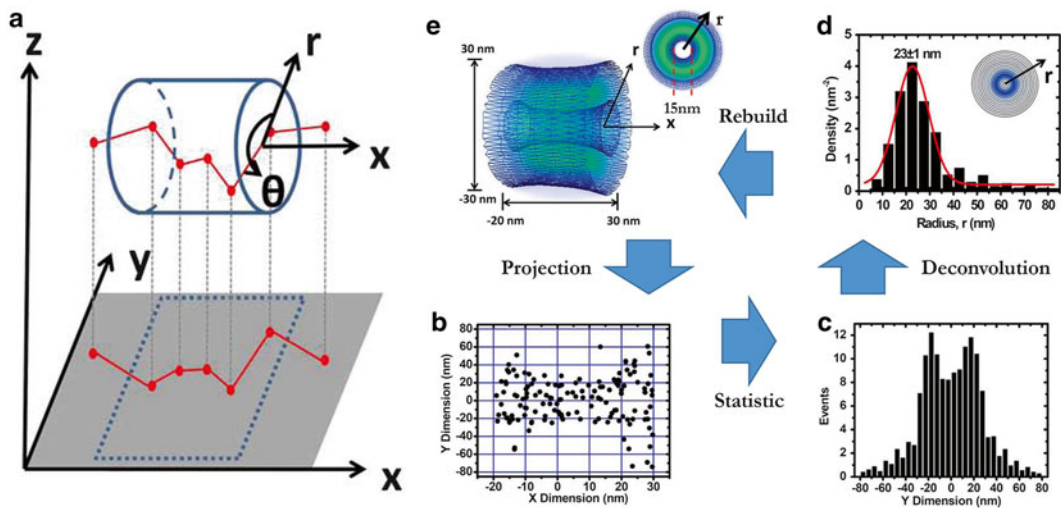 a
z
r
x
θ
y
x
e
30 nm
-30 nm
-20 nm
30 nm
r
x
r
15nm
Rebuild
Projection
Statistic
Deconvolution
b
Y Dimension (nm)
80
60
40
20
0
-20
-40
-60
-80
-20 -10 0 10 20 30
X Dimension (nm)
d
Density (nm⁻²)
5
4
3
2
1
0
23±1 nm
r
0 10 20 30 40 50 60 70 80
Radius, r (nm)
c
Events
12
10
8
6
4
2
0
-80 -60 -40 -20 0 20 40 60 80
Y Dimension (nm)